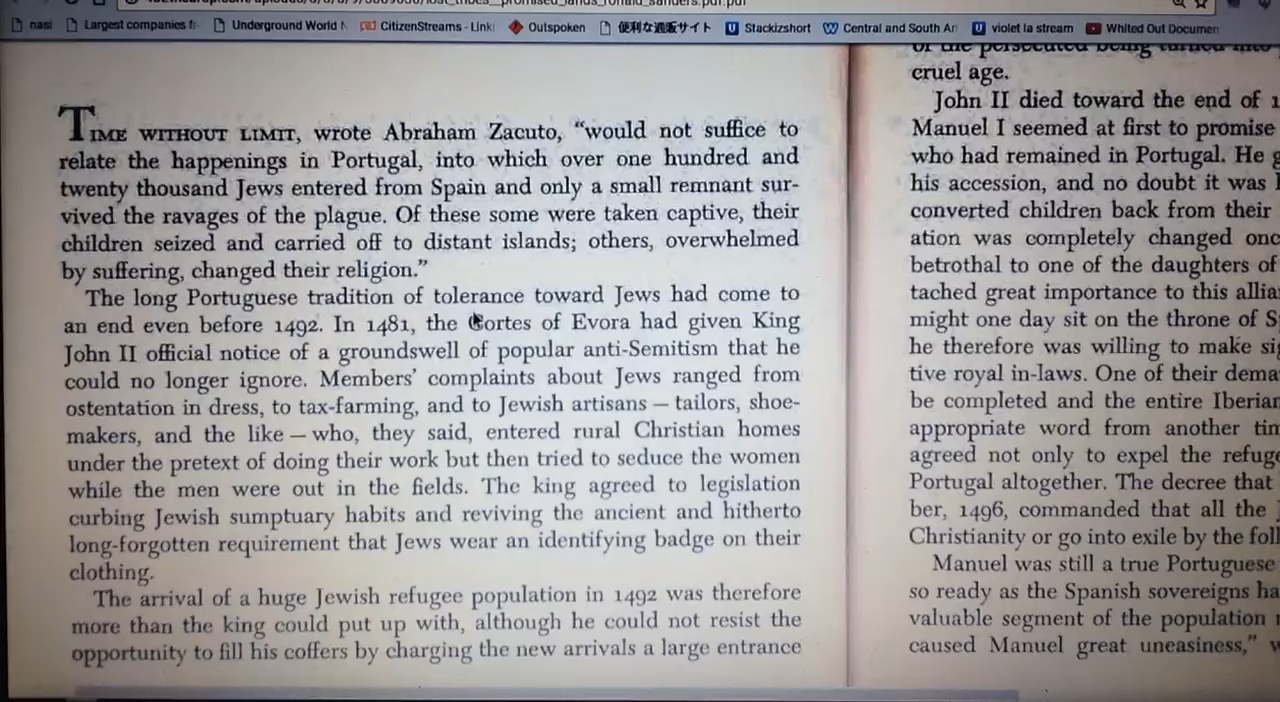 lost_tribes__promised_lands_ronald_sanders.pdf.pdf
nasi Largest companies fr Underground World N CitizenStreams - Link Outspoken 便利な通販サイト Stackizshort Central and South Am violet la stream Whited Out Documen
TIME WITHOUT LIMIT, wrote Abraham Zacuto, “would not suffice to
relate the happenings in Portugal, into which over one hundred and
twenty thousand Jews entered from Spain and only a small remnant sur-
vived the ravages of the plague. Of these some were taken captive, their
children seized and carried off to distant islands; others, overwhelmed
by suffering, changed their religion.”
The long Portuguese tradition of tolerance toward Jews had come to
an end even before 1492. In 1481, the Cortes of Evora had given King
John II official notice of a groundswell of popular anti-Semitism that he
could no longer ignore. Members’ complaints about Jews ranged from
ostentation in dress, to tax-farming, and to Jewish artisans — tailors, shoe-
makers, and the like — who, they said, entered rural Christian homes
under the pretext of doing their work but then tried to seduce the women
while the men were out in the fields. The king agreed to legislation
curbing Jewish sumptuary habits and reviving the ancient and hitherto
long-forgotten requirement that Jews wear an identifying badge on their
clothing.
The arrival of a huge Jewish refugee population in 1492 was therefore
more than the king could put up with, although he could not resist the
opportunity to fill his coffers by charging the new arrivals a large entrance
of the persecuted being turned into
cruel age.
John II died toward the end of 1
Manuel I seemed at first to promise
who had remained in Portugal. He g
his accession, and no doubt it was
converted children back from their
ation was completely changed onc
betrothal to one of the daughters of
tached great importance to this allia
might one day sit on the throne of S
he therefore was willing to make si
tive royal in-laws. One of their dema
be completed and the entire Iberian
appropriate word from another tim
agreed not only to expel the refuge
Portugal altogether. The decree that
ber, 1496, commanded that all the
Christianity or go into exile by the foll
Manuel was still a true Portuguese
so ready as the Spanish sovereigns ha
valuable segment of the population
caused Manuel great uneasiness,” w